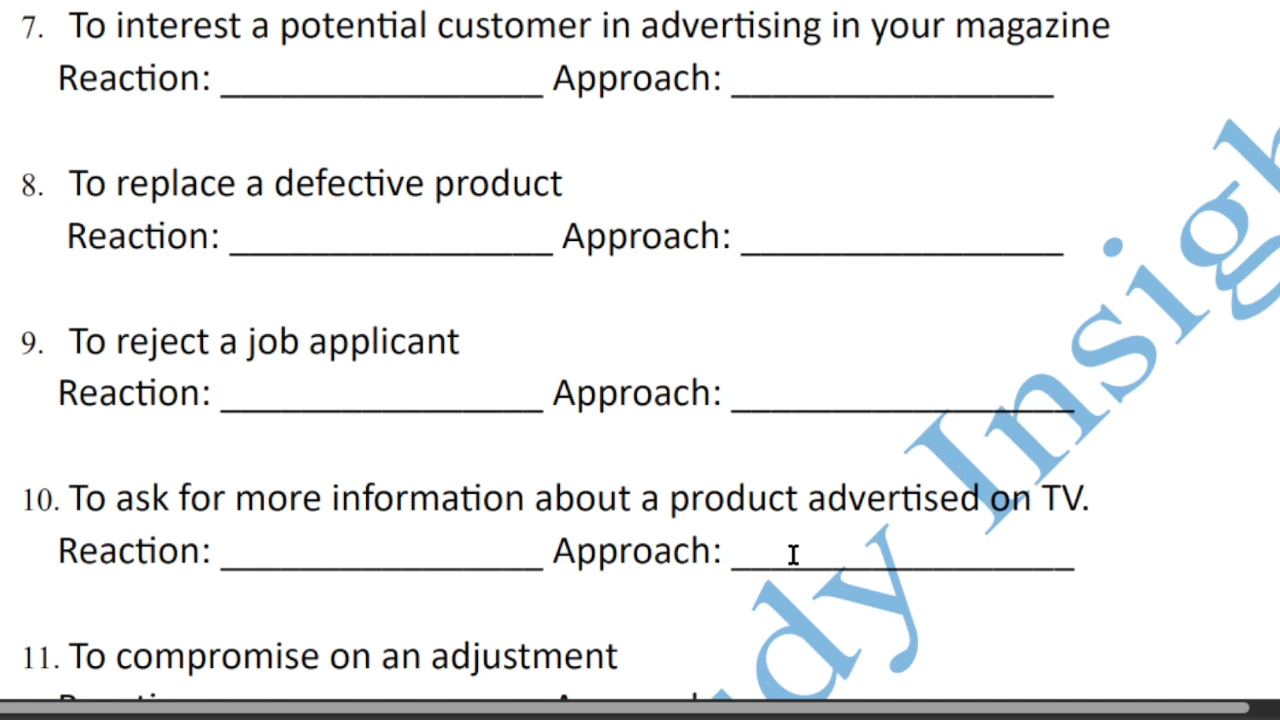 7. To interest a potential customer in advertising in your magazine
Reaction: ________________ Approach: ________________
8. To replace a defective product
Reaction: ________________ Approach: ________________
9. To reject a job applicant
Reaction: ________________ Approach: _________________
10. To ask for more information about a product advertised on TV.
Reaction: ________________ Approach: _________________
11. To compromise on an adjustment